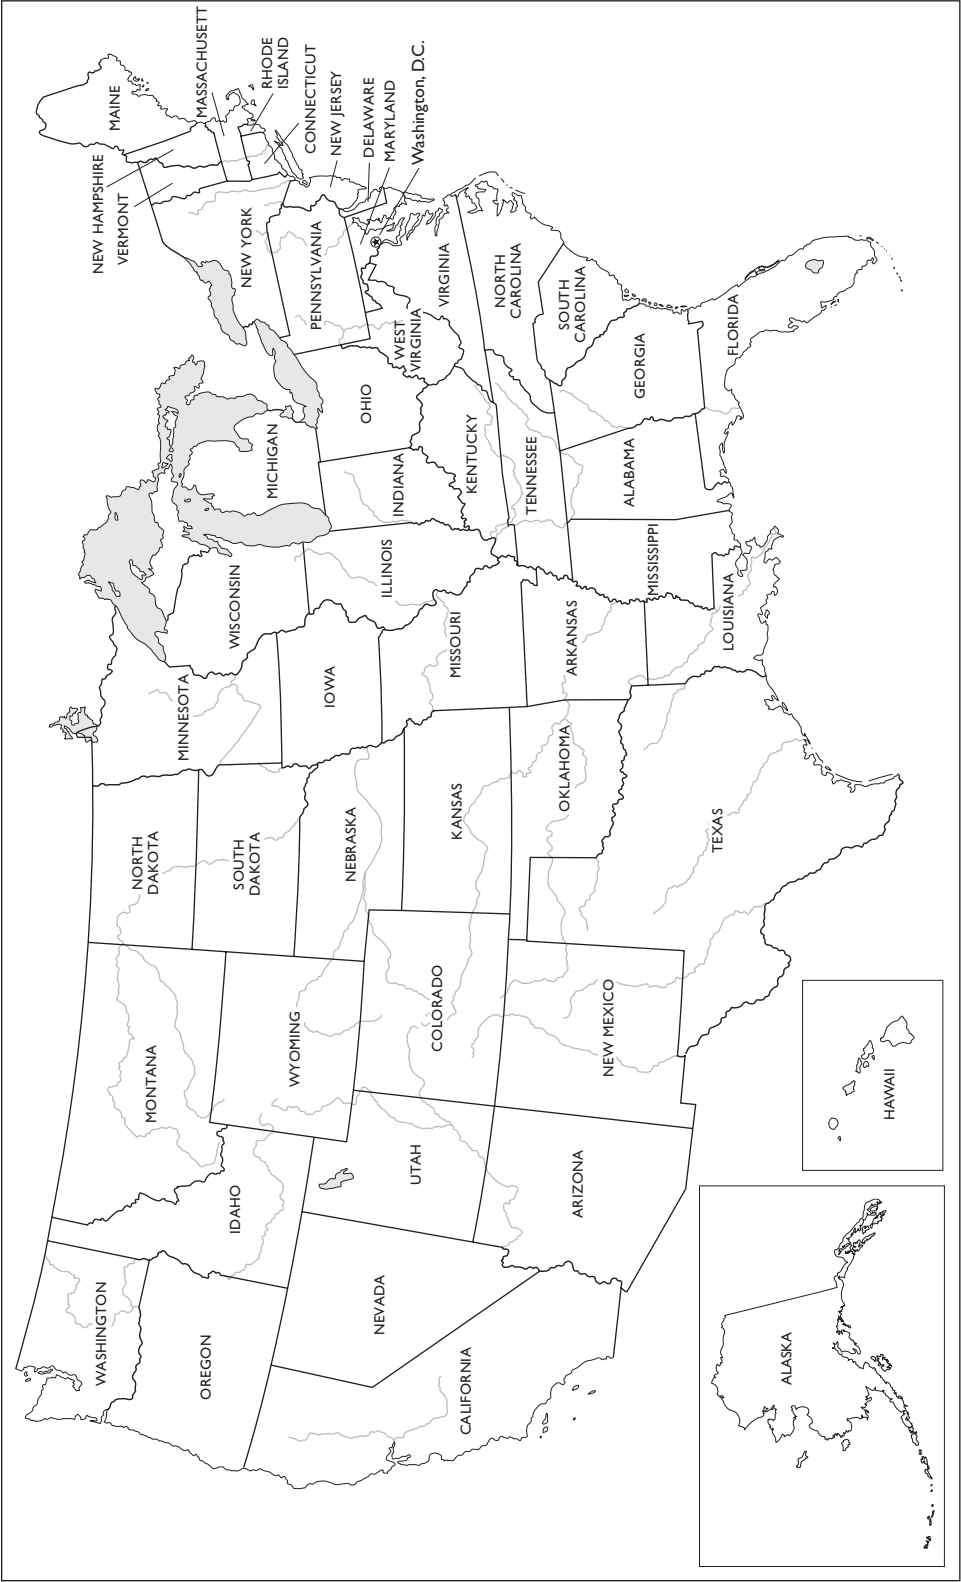 WASHINGTON
OREGON
CALIFORNIA
NEVADA
IDAHO
MONTANA
WYOMING
UTAH
ARIZONA
COLORADO
NEW MEXICO
NORTH
DAKOTA
SOUTH
DAKOTA
NEBRASKA
KANSAS
OKLAHOMA
TEXAS
MINNESOTA
IOWA
MISSOURI
ARKANSAS
LOUISIANA
WISCONSIN
ILLINOIS
MISSISSIPPI
MICHIGAN
INDIANA
KENTUCKY
TENNESSEE
ALABAMA
OHIO
WEST
VIRGINIA
VIRGINIA
NORTH
CAROLINA
SOUTH
CAROLINA
GEORGIA
FLORIDA
PENNSYLVANIA
NEW YORK
VERMONT
NEW HAMPSHIRE
MAINE
MASSACHUSETT
RHODE
ISLAND
CONNECTICUT
NEW JERSEY
DELAWARE
MARYLAND
Washington, D.C.
ALASKA
HAWAII